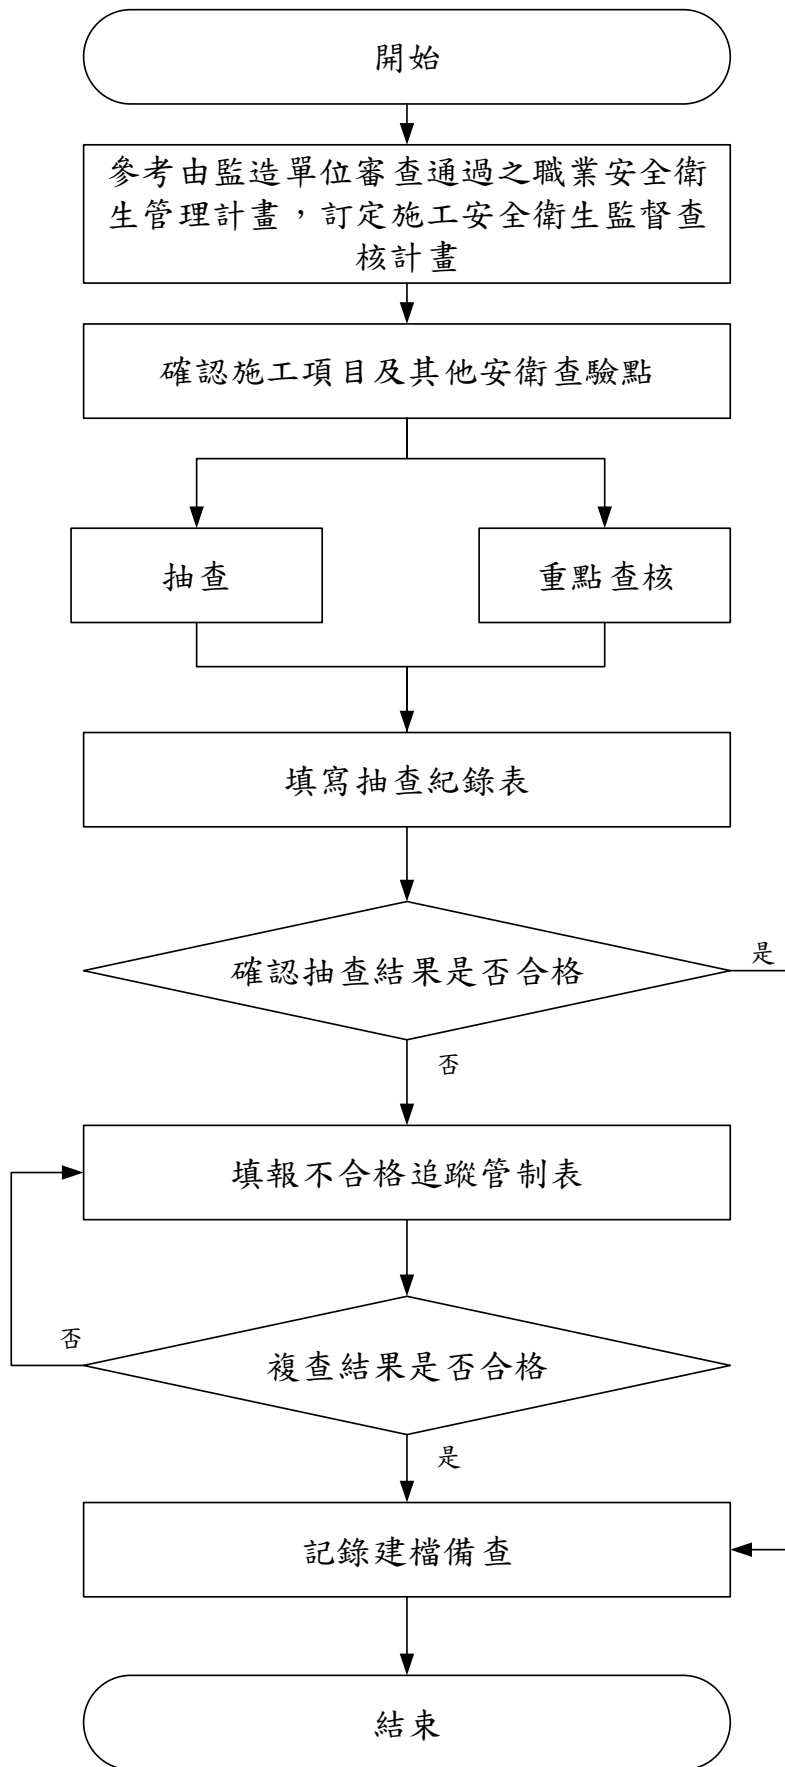 開始
參考由監造單位審查通過之職業安全衛
生管理計畫，訂定施工安全衛生監督查
核計畫
確認施工項目及其他安衛查驗點
抽查
重點查核
填寫抽查紀錄表
確認抽查結果是否合格
是
否
填報不合格追蹤管制表
否
複查結果是否合格
是
記錄建檔備查
結束